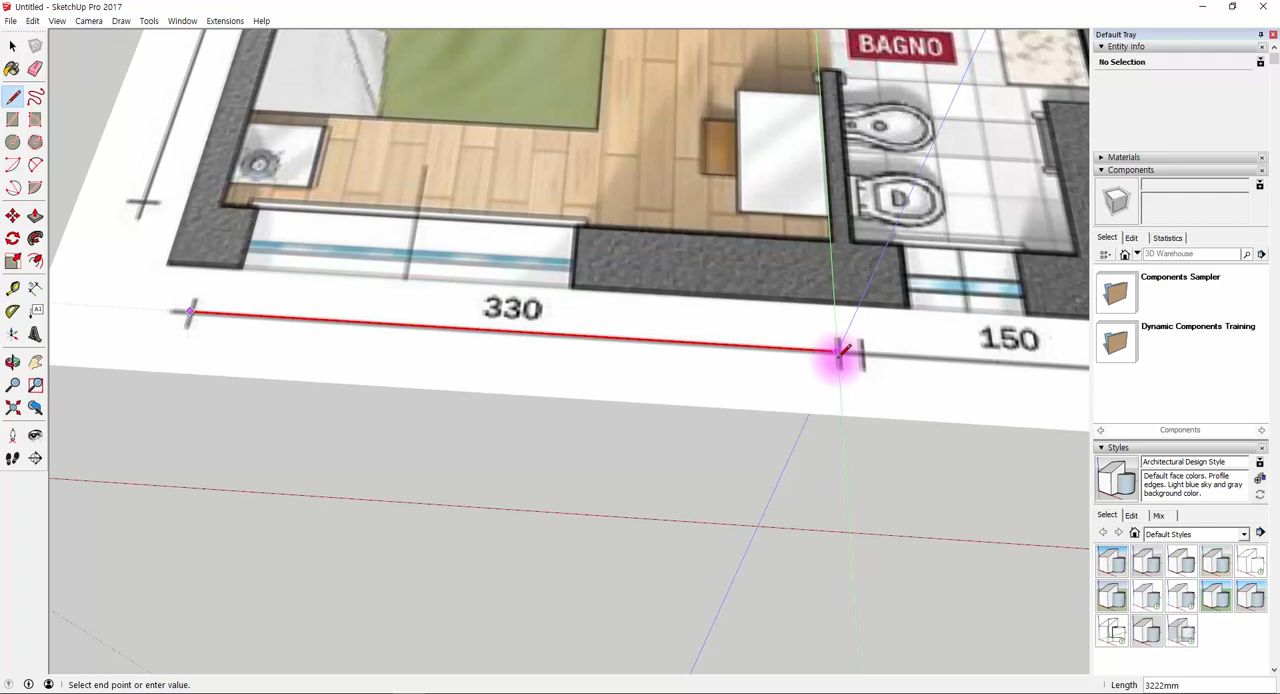 Untitled - SketchUp Pro 2017
File Edit View Camera Draw Tools Window Extensions Help
Default Tray
Entity Info
No Selection
Materials
Components
Select Edit Statistics
3D Warehouse
Components Sampler
Dynamic Components Training
Components
Styles
Architectural Design Style
Default face colors. Profile
edges. Light blue sky and gray
background color.
Select Edit Mix
Default Styles
BAGNO
330
150
A1
Select end point or enter value.
Length 3222mm